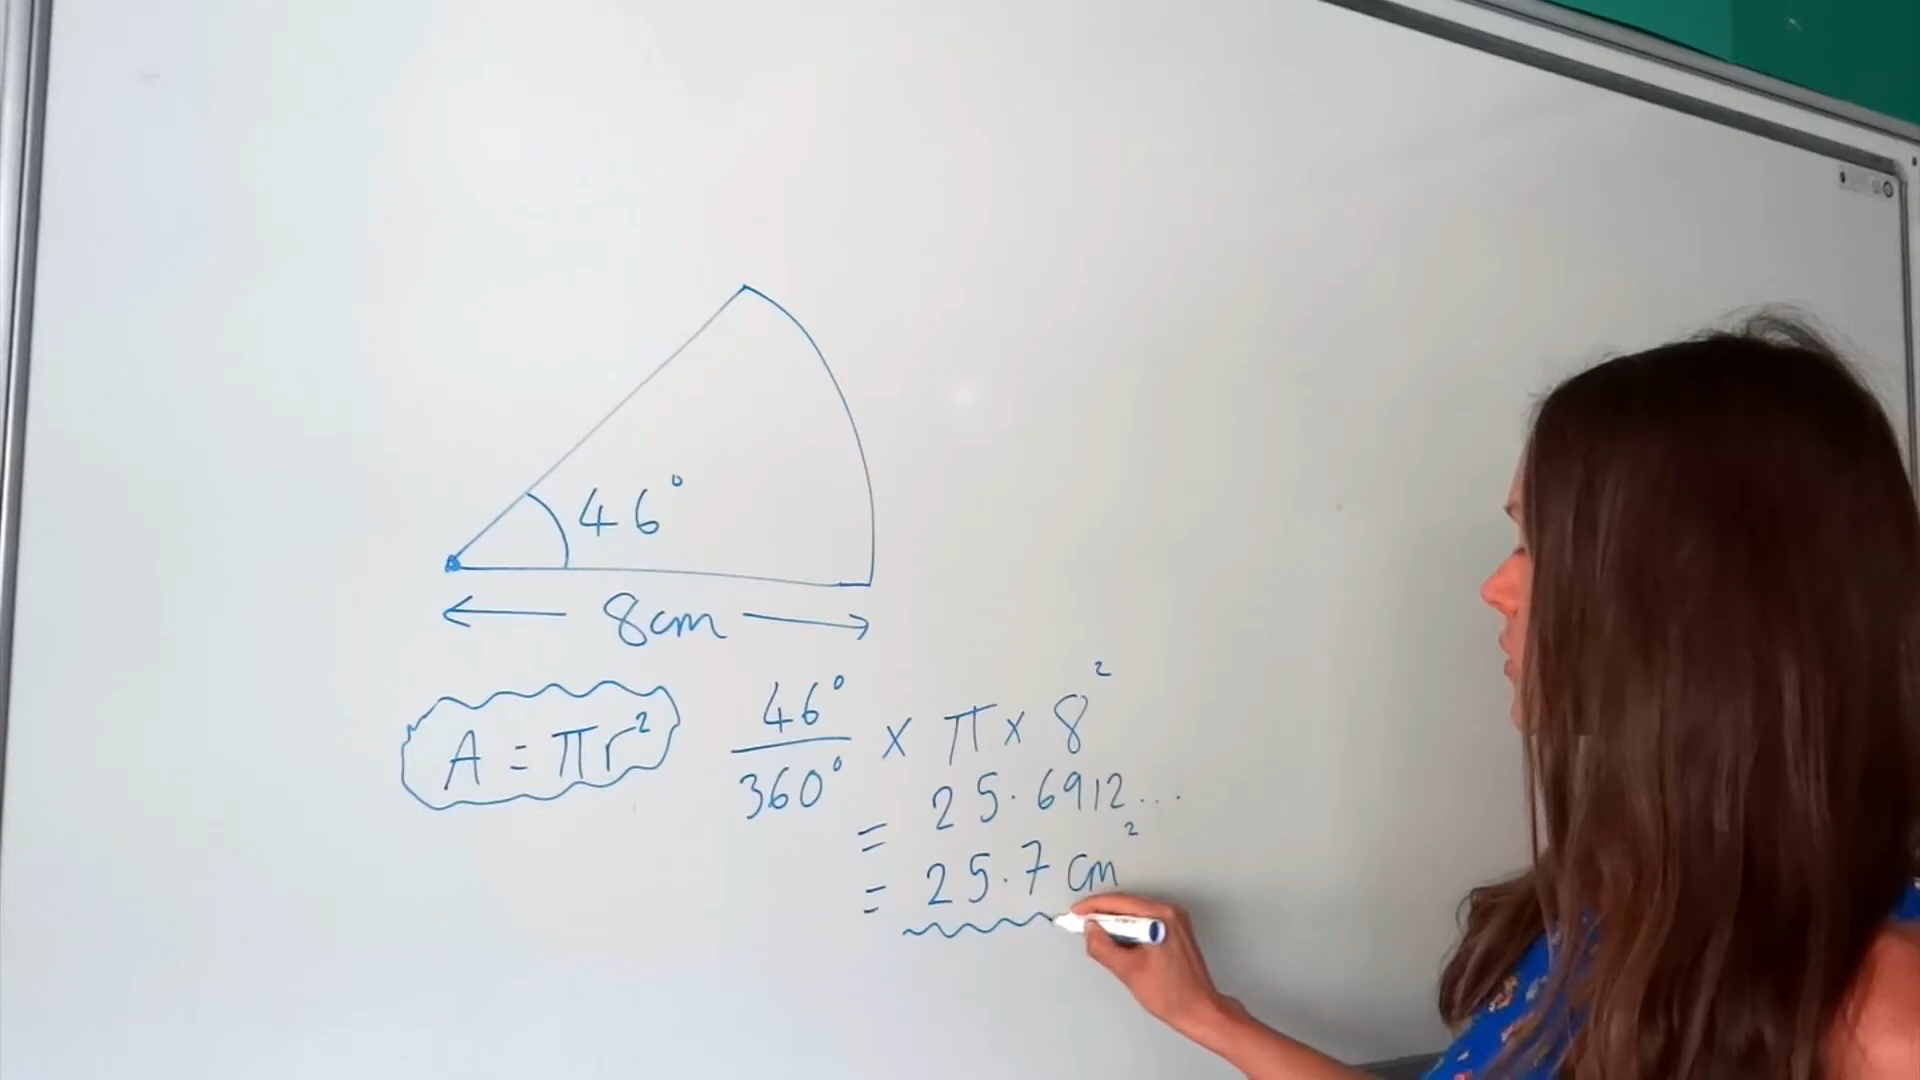 46°
8cm
A = πr²
46°/360° × π × 8²
= 25.6912...
= 25.7 cm²